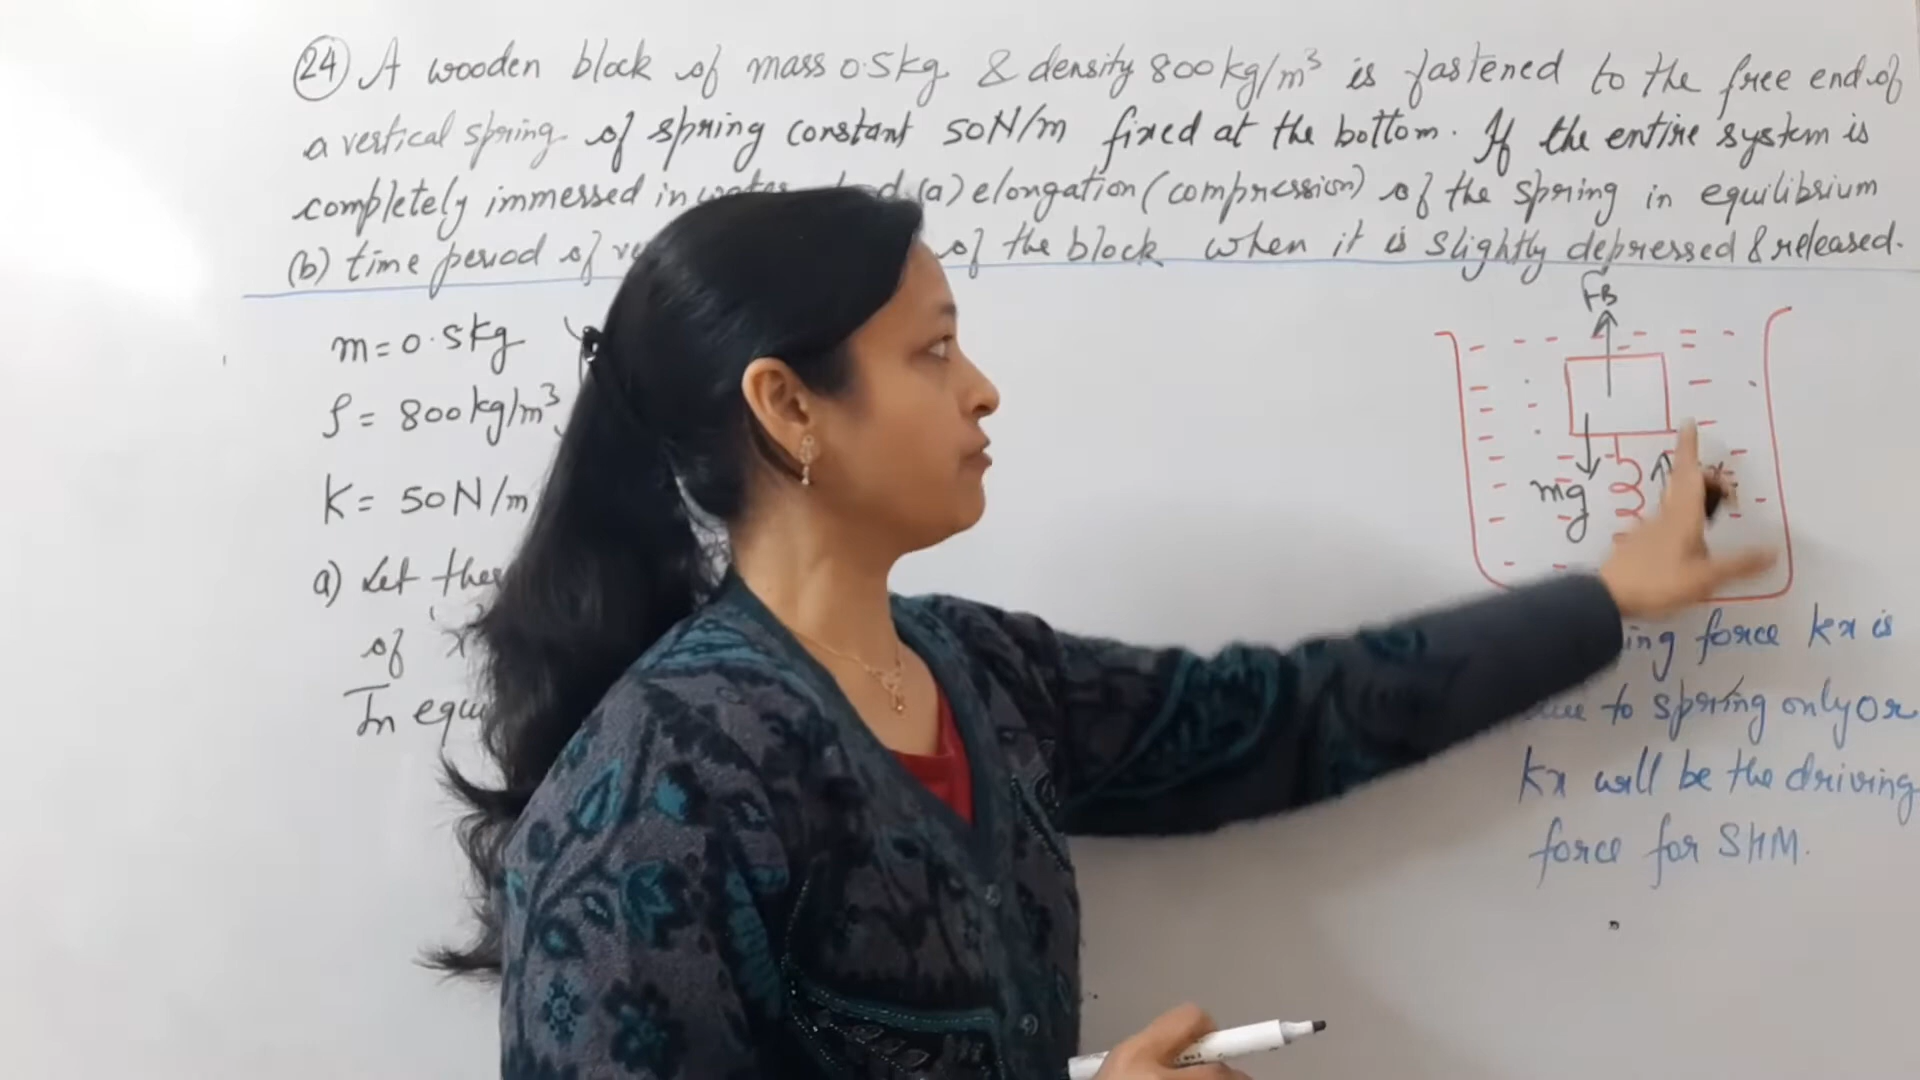 24 A wooden block of mass 0.5kg & density 800kg/m³ is fastened to the free end of
a vertical spring of spring constant 50N/m fixed at the bottom. If the entire system is
completely immersed in (a) elongation (compression) of the spring in equilibrium
(b) time period of of the block when it is slightly depressed & released.
m = 0.5kg
ρ = 800 kg/m³
K = 50 N/m
a) Let
of 'x'
In
FB
mg
force kx is
to spring only or
kx will be the driving
force for SHM.